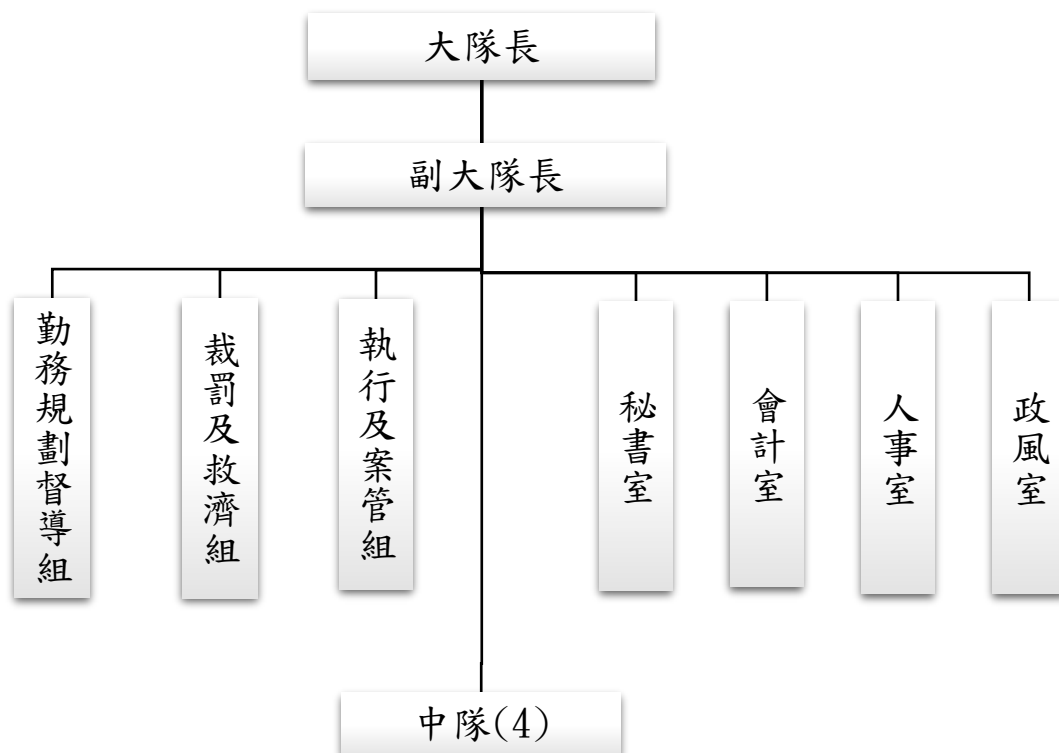 大隊長
副大隊長
勤務規劃督導組
裁罰及救濟組
執行及案管組
秘書室
會計室
人事室
政風室
中隊(4)